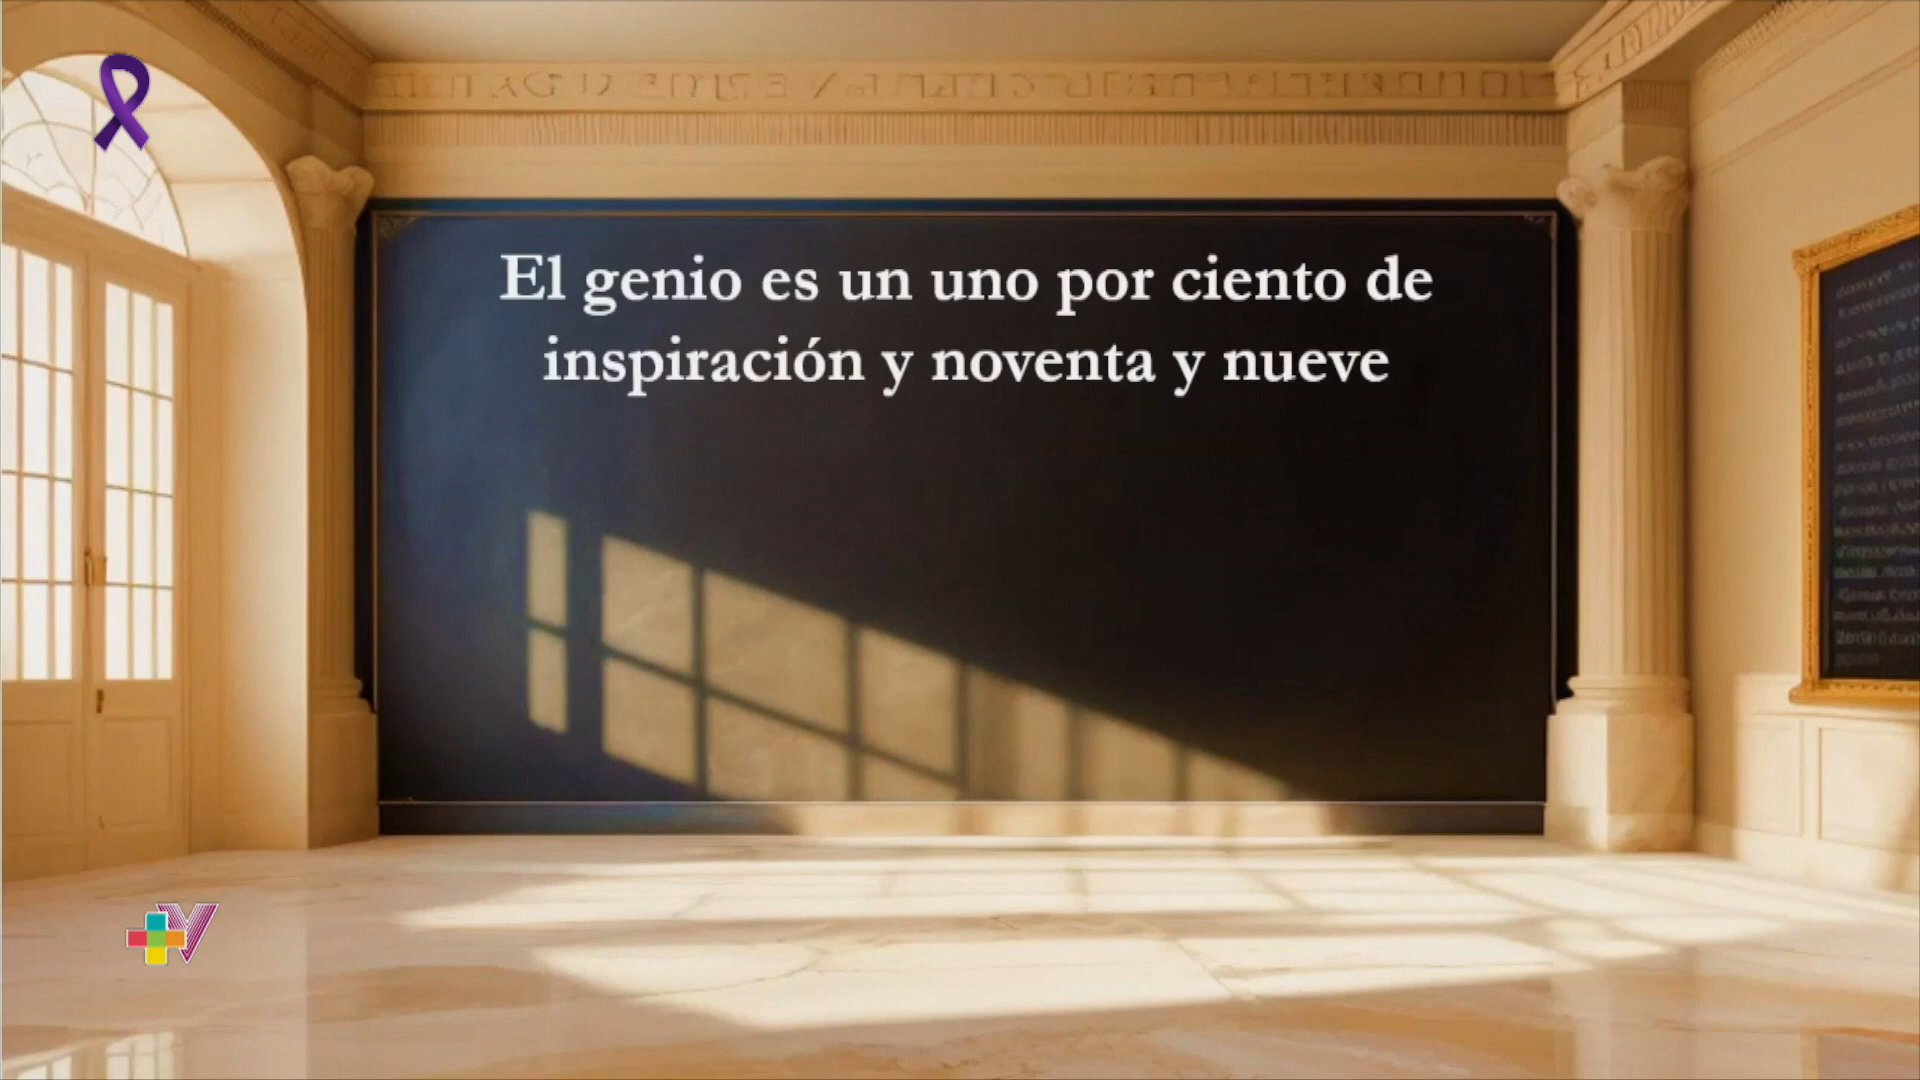 El genio es un uno por ciento de
inspiración y noventa y nueve